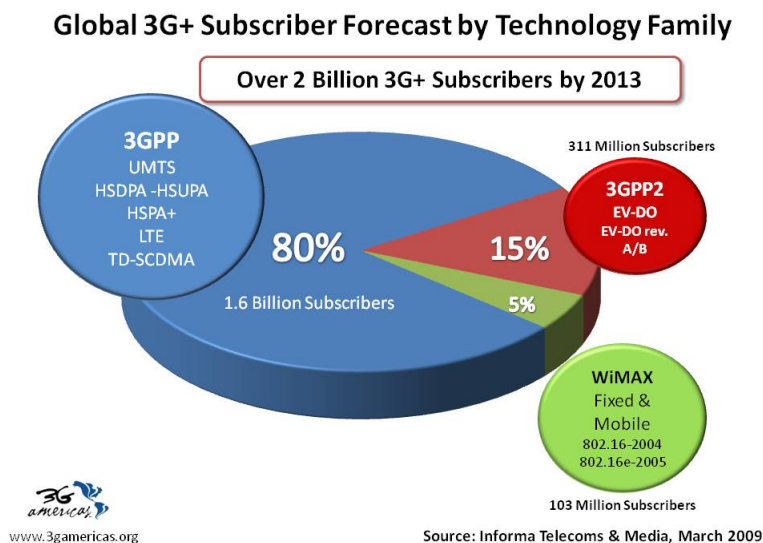 Global 3G+ Subscriber Forecast by Technology Family
Over 2 Billion 3G+ Subscribers by 2013
3GPP
UMTS
HSDPA -HSUPA
HSPA+
LTE
TD-SCDMA
80%
1.6 Billion Subscribers
311 Million Subscribers
3GPP2
EV-DO
EV-DO rev.
A/B
15%
5%
WiMAX
Fixed &
Mobile
802.16-2004
802.16e-2005
103 Million Subscribers
3G
americas
www.3gamericas.org
Source: Informa Telecoms & Media, March 2009